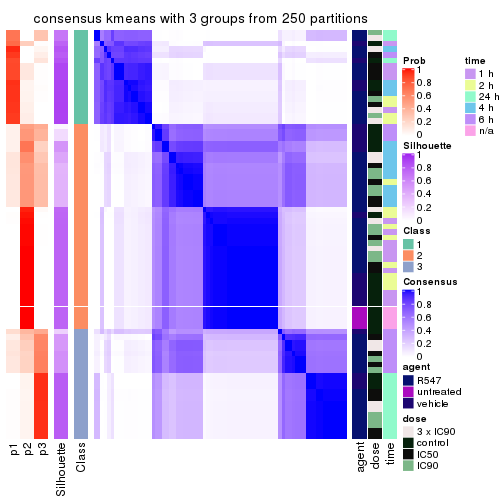 consensus kmeans with 3 groups from 250 partitions
Prob
1
0.8
0.6
0.4
0.2
0
Silhouette
1
0.8
0.6
0.4
0.2
0
Class
1
2
3
Consensus
1
0.8
0.6
0.4
0.2
0
agent
R547
untreated
vehicle
dose
3 x IC90
control
IC50
IC90
time
1 h
2 h
24 h
4 h
6 h
n/a
p1
p2
p3
Silhouette
Class
agent
dose
time